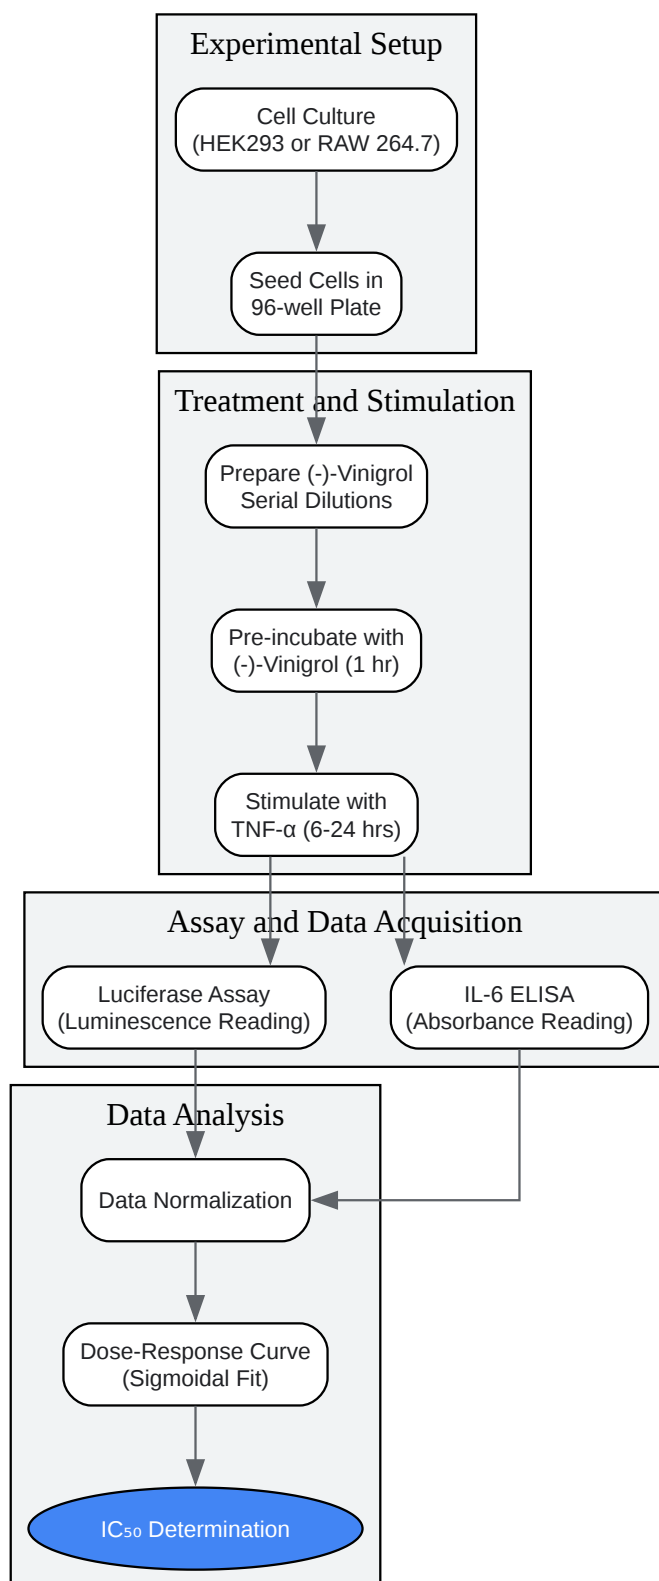 Experimental Setup
Cell Culture
(HEK293 or RAW 264.7)
Seed Cells in
96-well Plate
Treatment and Stimulation
Prepare (-)-Vinigrol
Serial Dilutions
Pre-incubate with
(-)-Vinigrol (1 hr)
Stimulate with
TNF-α (6-24 hrs)
Assay and Data Acquisition
Luciferase Assay
(Luminescence Reading)
IL-6 ELISA
(Absorbance Reading)
Data Analysis
Data Normalization
Dose-Response Curve
(Sigmoidal Fit)
IC₅₀ Determination